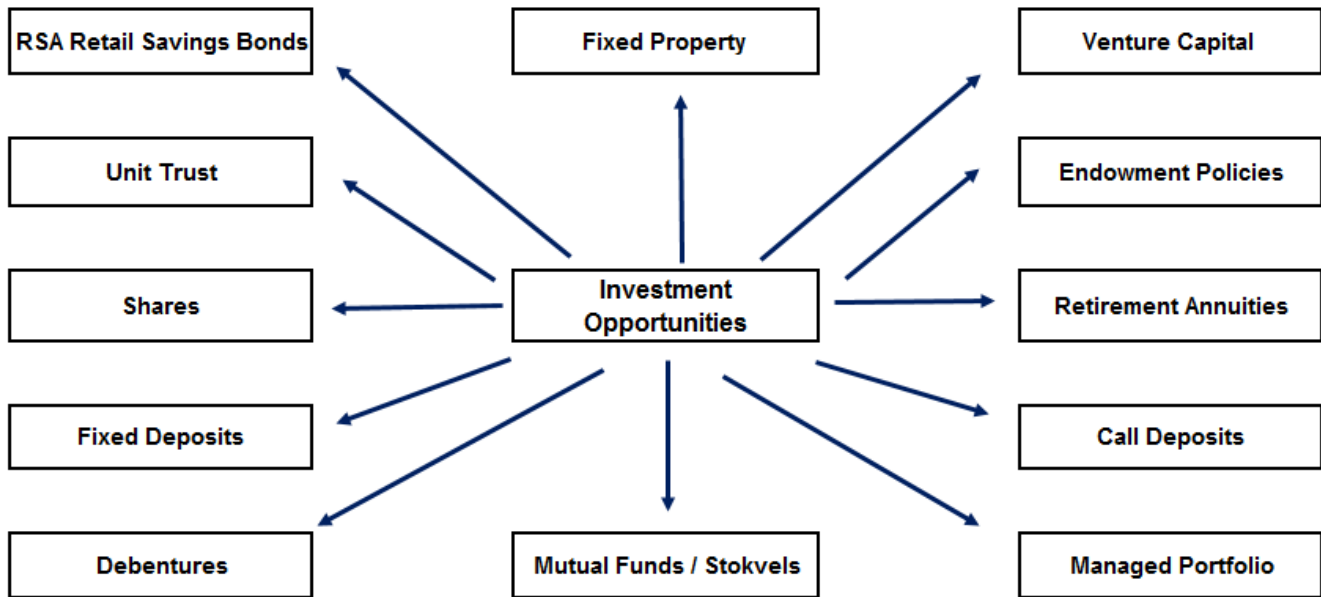 RSA Retail Savings Bonds
Fixed Property
Venture Capital
Unit Trust
Endowment Policies
Shares
Investment
Opportunities
Retirement Annuities
Fixed Deposits
Call Deposits
Debentures
Mutual Funds / Stokvels
Managed Portfolio